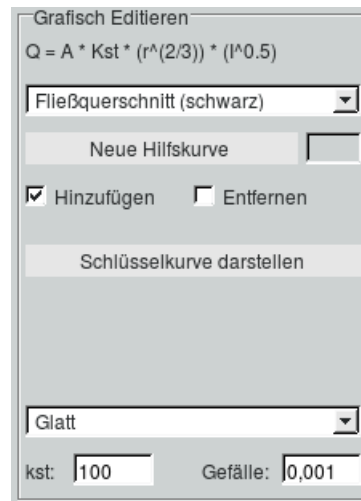 Grafisch Editieren
Q = A * Kst * (r^(2/3)) * (I^0.5)
Fließquerschnitt (schwarz)
Neue Hilfskurve
Hinzufügen Entfernen
Schlüsselkurve darstellen
Glatt
kst: 100 Gefälle: 0,001